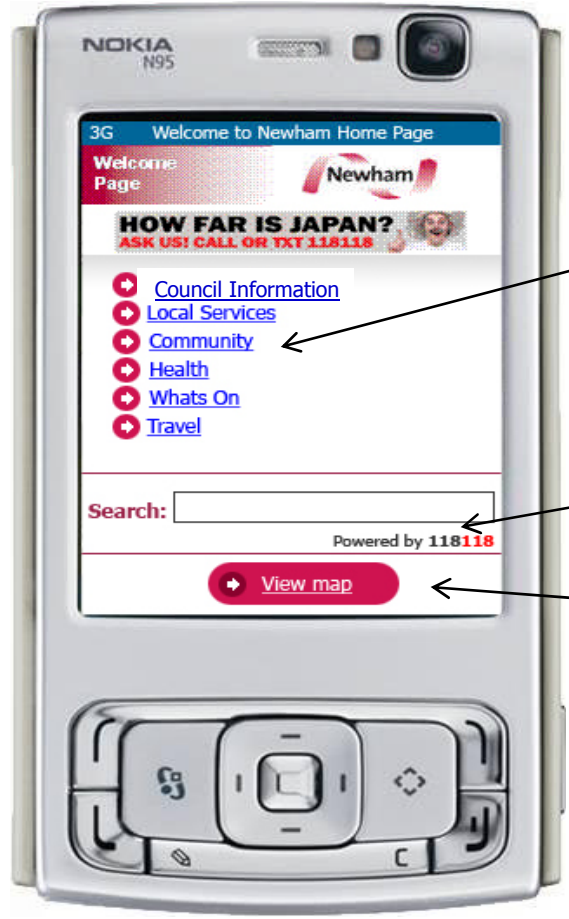 NOKIA
N95
3G Welcome to Newham Home Page
Welcome
Page
Newham
HOW FAR IS JAPAN?
ASK US! CALL OR TXT 118118
Council Information
Local Services
Community
Health
Whats On
Travel
Search:
Powered by 118118
View map
C